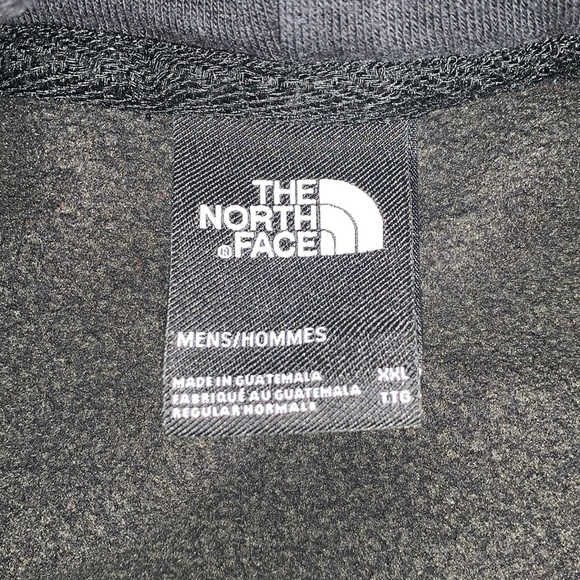 THE
NORTH
®FACE
MENS/HOMMES
MADE IN GUATEMALA XXL
FABRIQUÉ AU GUATEMALA TTG
REGULAR/NORMALE